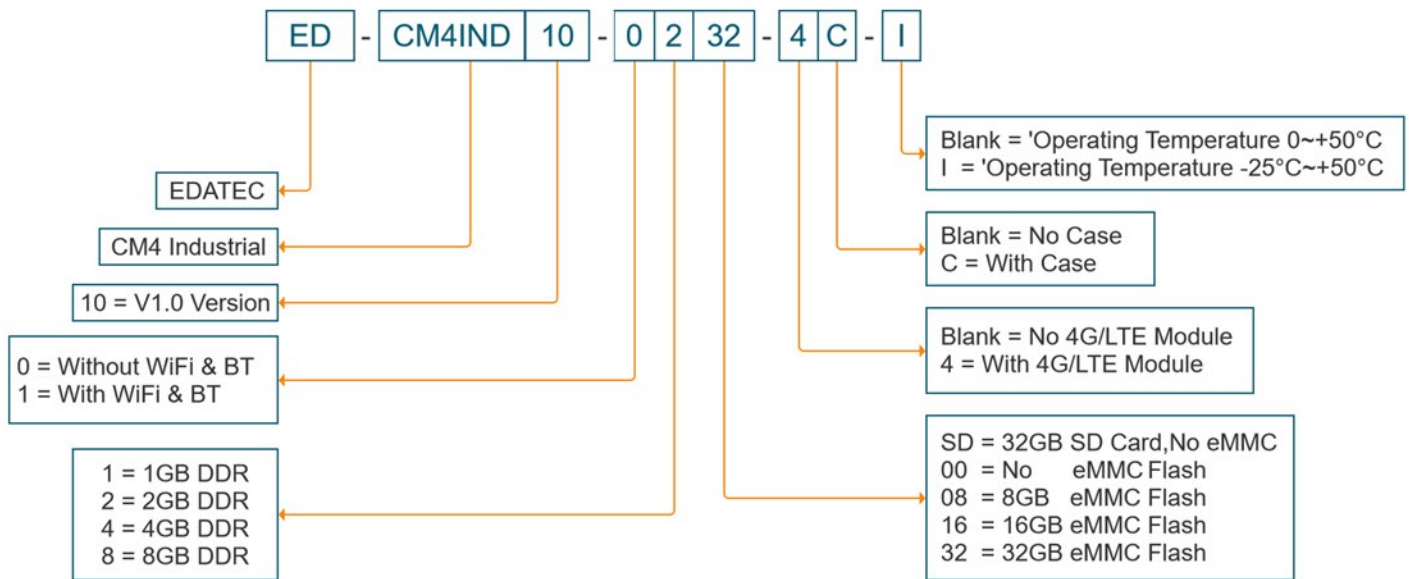 ED - CM4IND 10 - 0 2 32 - 4 C - I
EDATEC
CM4 Industrial
10 = V1.0 Version
0 = Without WiFi & BT
1 = With WiFi & BT
1 = 1GB DDR
2 = 2GB DDR
4 = 4GB DDR
8 = 8GB DDR
Blank = 'Operating Temperature 0~+50°C
I = 'Operating Temperature -25°C~+50°C
Blank = No Case
C = With Case
Blank = No 4G/LTE Module
4 = With 4G/LTE Module
SD = 32GB SD Card,No eMMC
00 = No eMMC Flash
08 = 8GB eMMC Flash
16 = 16GB eMMC Flash
32 = 32GB eMMC Flash